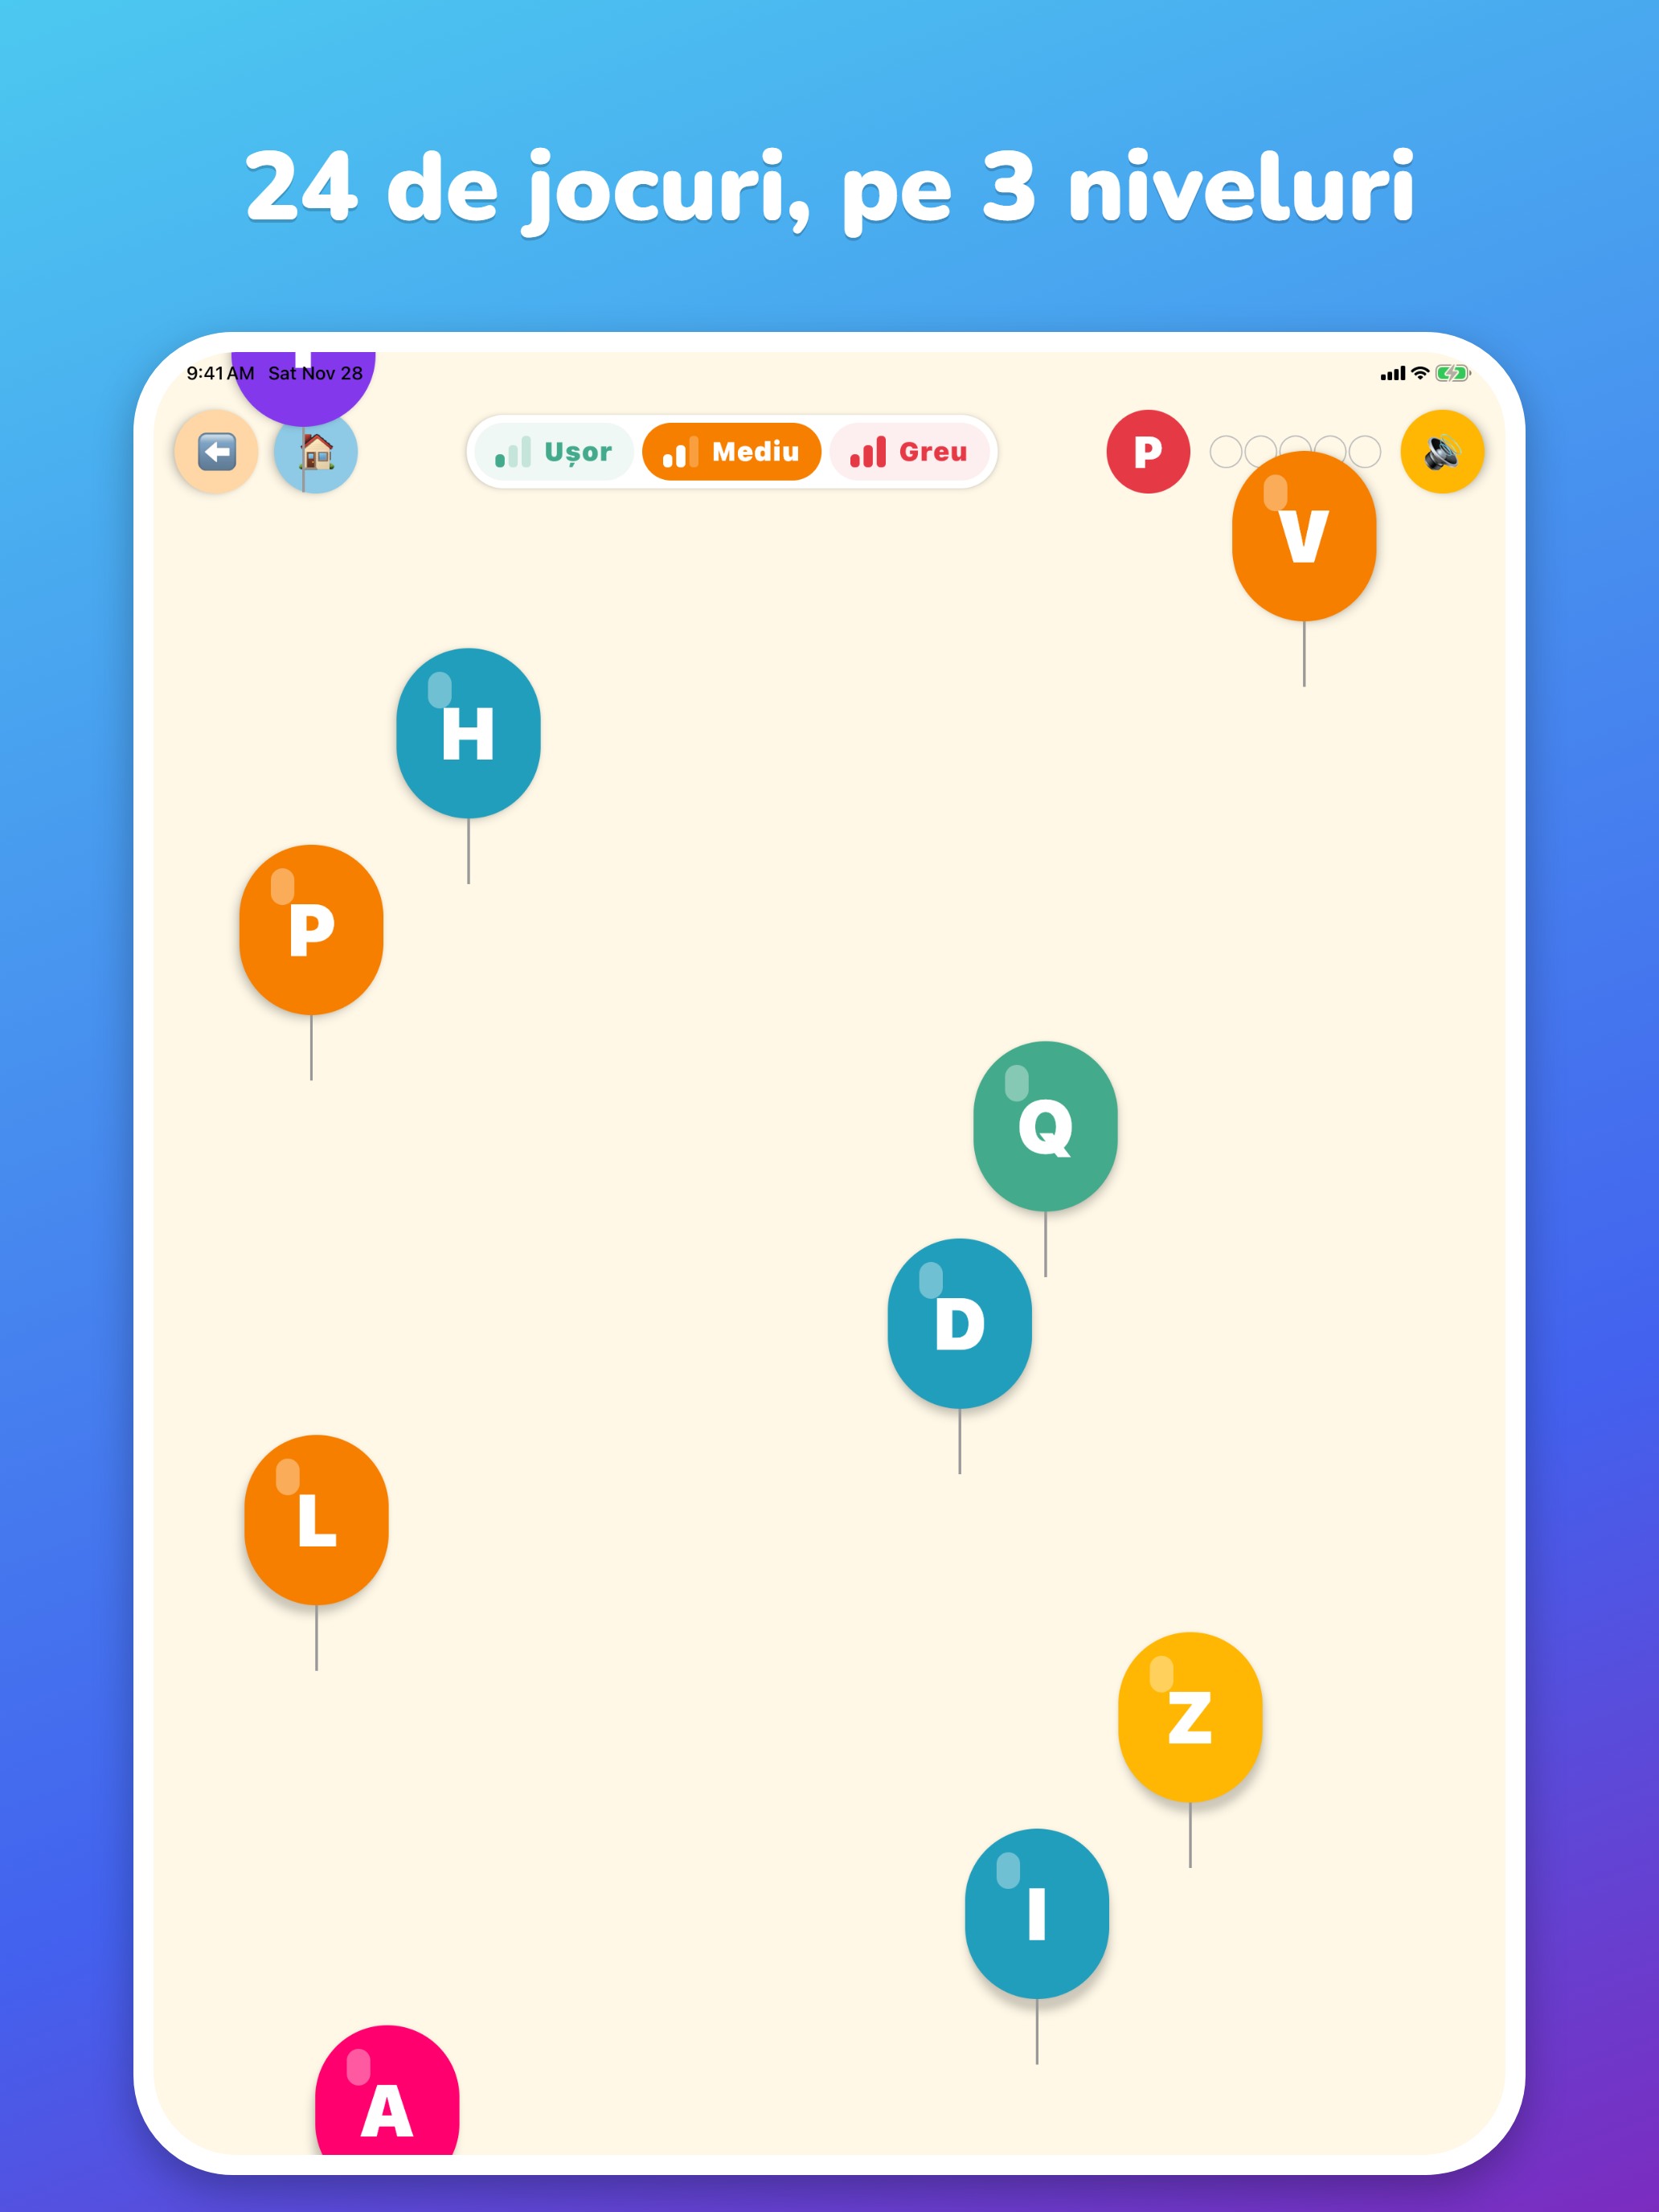 24 de jocuri, pe 3 niveluri
9:41 AM Sat Nov 28
Ușor Mediu Greu P
V
H
P
Q
D
L
Z
I
A